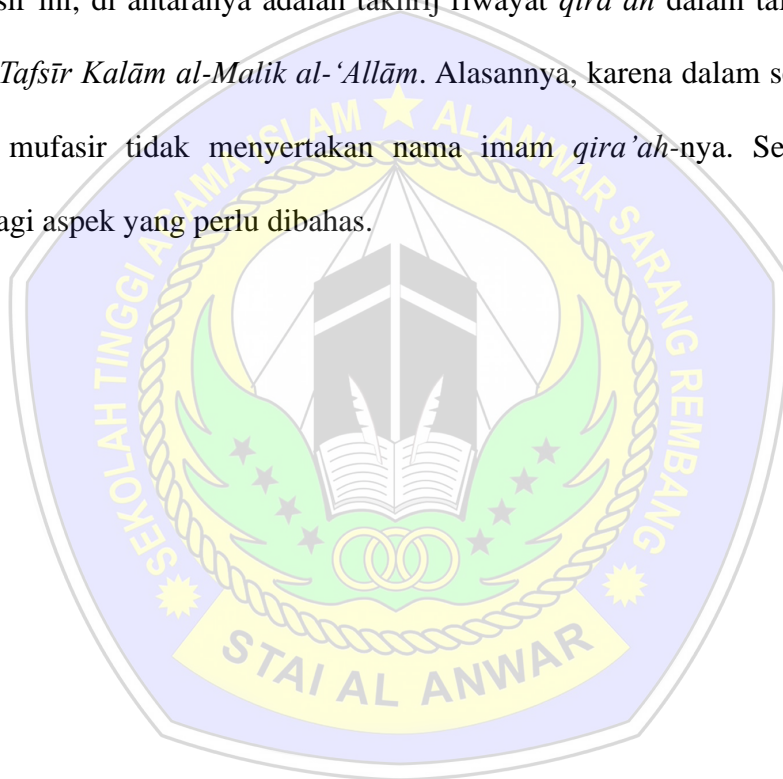 sir ini, di antaranya adalah takhrij riwayat qira’ah dalam ta
Tafsīr Kalām al-Malik al-‘Allām. Alasannya, karena dalam s
mufasir tidak menyertakan nama imam qira’ah-nya. Se
agi aspek yang perlu dibahas.
SEKOLAH TINGGI AGAMA ISLAM ★ AL ANWAR SARANG REMBANG
STAI AL ANWAR